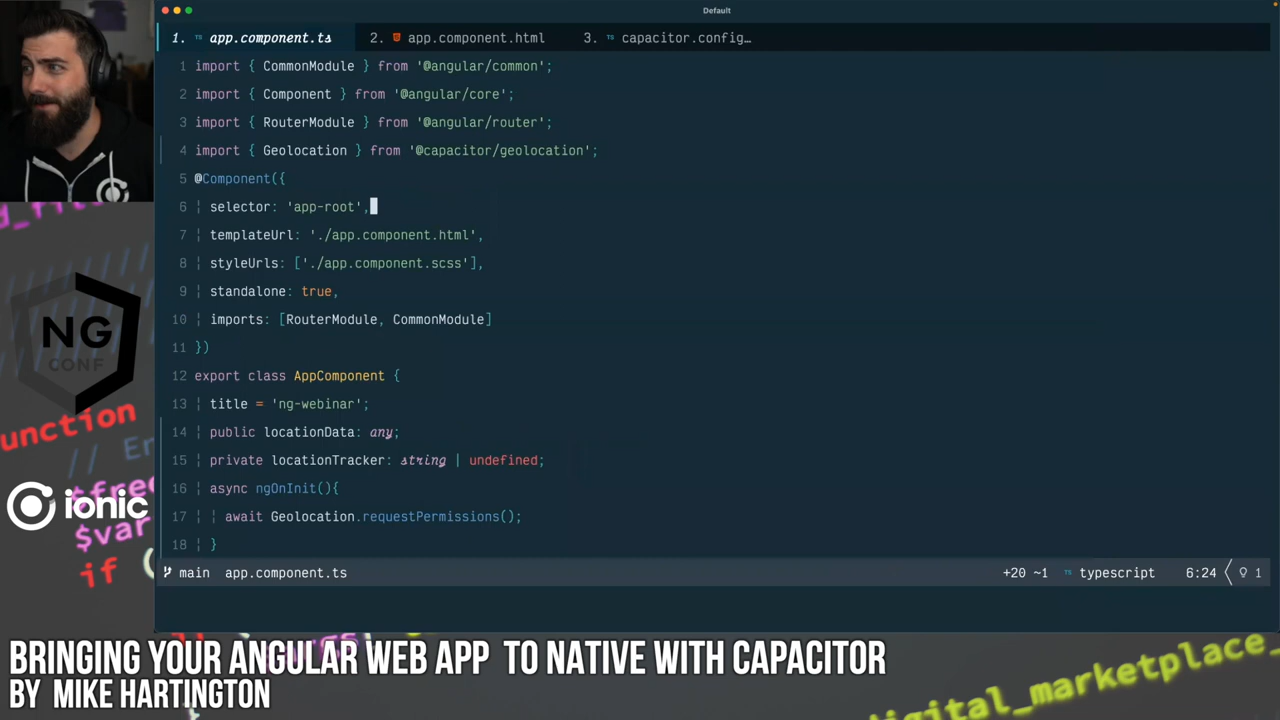 Default
1. TS app.component.ts
2. app.component.html
3. TS capacitor.config…
1 import { CommonModule } from '@angular/common';
2 import { Component } from '@angular/core';
3 import { RouterModule } from '@angular/router';
4 import { Geolocation } from '@capacitor/geolocation';
5 @Component({
6 ¦ selector: 'app-root',
7 ¦ templateUrl: './app.component.html',
8 ¦ styleUrls: ['./app.component.scss'],
9 ¦ standalone: true,
10 ¦ imports: [RouterModule, CommonModule]
11 })
12 export class AppComponent {
13 ¦ title = 'ng-webinar';
14 ¦ public locationData: any;
15 ¦ private locationTracker: string | undefined;
16 ¦ async ngOnInit(){
17 ¦ ¦ await Geolocation.requestPermissions();
18 ¦ }
main app.component.ts
+20 ~1 TS typescript 6:24 1
NG
CONF
unction
// En
$free
ionic
$var
if (
digital_marketplace_
BRINGING YOUR ANGULAR WEB APP TO NATIVE WITH CAPACITOR
BY MIKE HARTINGTON